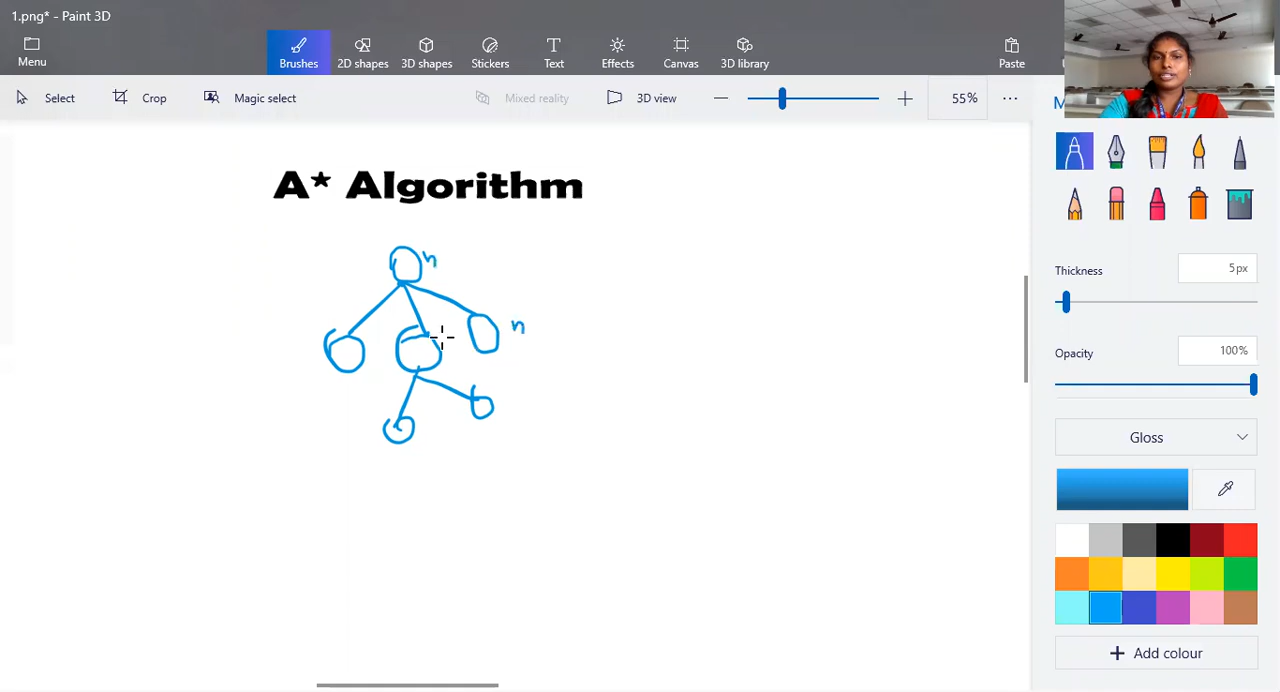 1.png* - Paint 3D
Menu
Brushes
2D shapes
3D shapes
Stickers
Text
Effects
Canvas
3D library
Paste
Select
Crop
Magic select
Mixed reality
3D view
55%
M
A* Algorithm
n
n
Thickness
5px
Opacity
100%
Gloss
Add colour